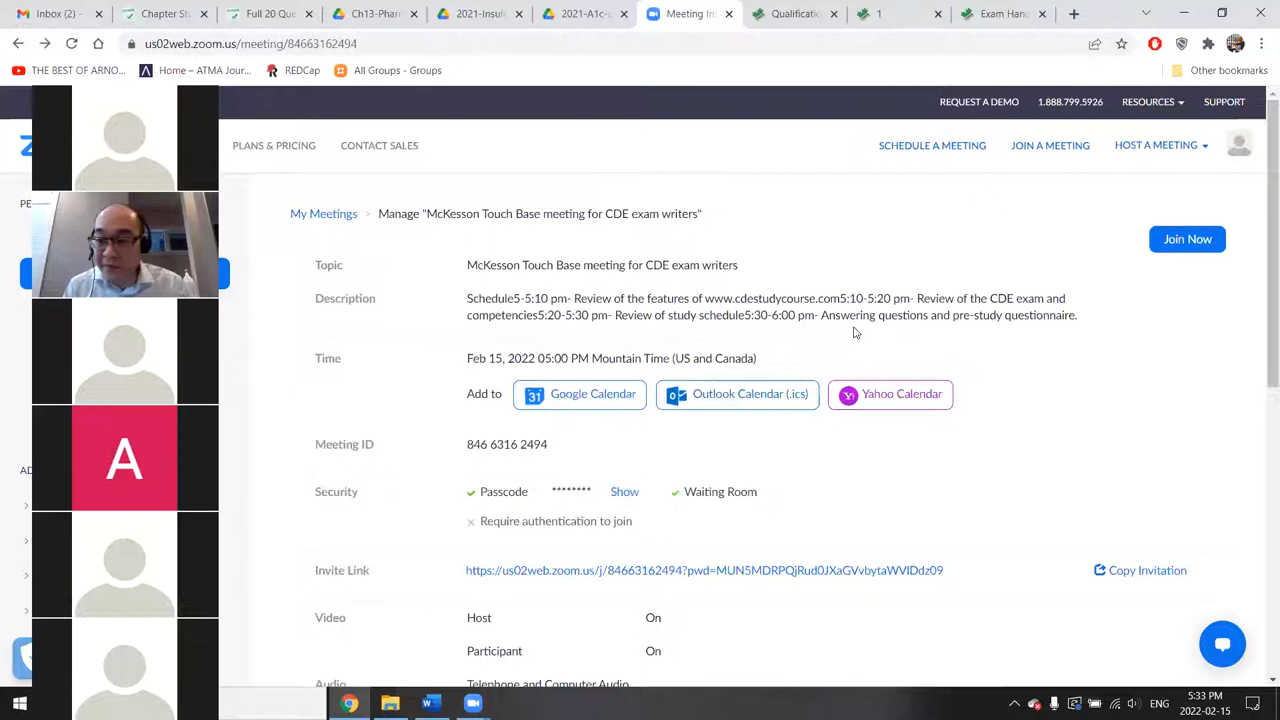 Inbox (2) -
Chapter Stu
Full 20 Que
Ch13-Pharm
2021-Insuli
2021-A1c-g
Meeting In
Qualificati
1
Exam Hand
us02web.zoom.us/meeting/84663162494
THE BEST OF ARNO...
Home – ATMA Jour...
REDCap
All Groups - Groups
Other bookmarks
REQUEST A DEMO
1.888.799.5926
RESOURCES
SUPPORT
PLANS & PRICING
CONTACT SALES
SCHEDULE A MEETING
JOIN A MEETING
HOST A MEETING
PE
My Meetings > Manage "McKesson Touch Base meeting for CDE exam writers"
Join Now
Topic
McKesson Touch Base meeting for CDE exam writers
Description
Schedule5-5:10 pm- Review of the features of www.cdestudycourse.com5:10-5:20 pm- Review of the CDE exam and
competencies5:20-5:30 pm- Review of study schedule5:30-6:00 pm- Answering questions and pre-study questionnaire.
Time
Feb 15, 2022 05:00 PM Mountain Time (US and Canada)
Add to
31
Google Calendar
Outlook Calendar (.ics)
Yahoo Calendar
A
Meeting ID
846 6316 2494
AD
Security
Passcode
********
Show
Waiting Room
Require authentication to join
Invite Link
https://us02web.zoom.us/j/84663162494?pwd=MUN5MDRPQjRud0JXaGVvbytaWVlDdz09
Copy Invitation
Video
Host
On
Participant
On
Audio
Telephone and Computer Audio
ENG
5:33 PM
2022-02-15